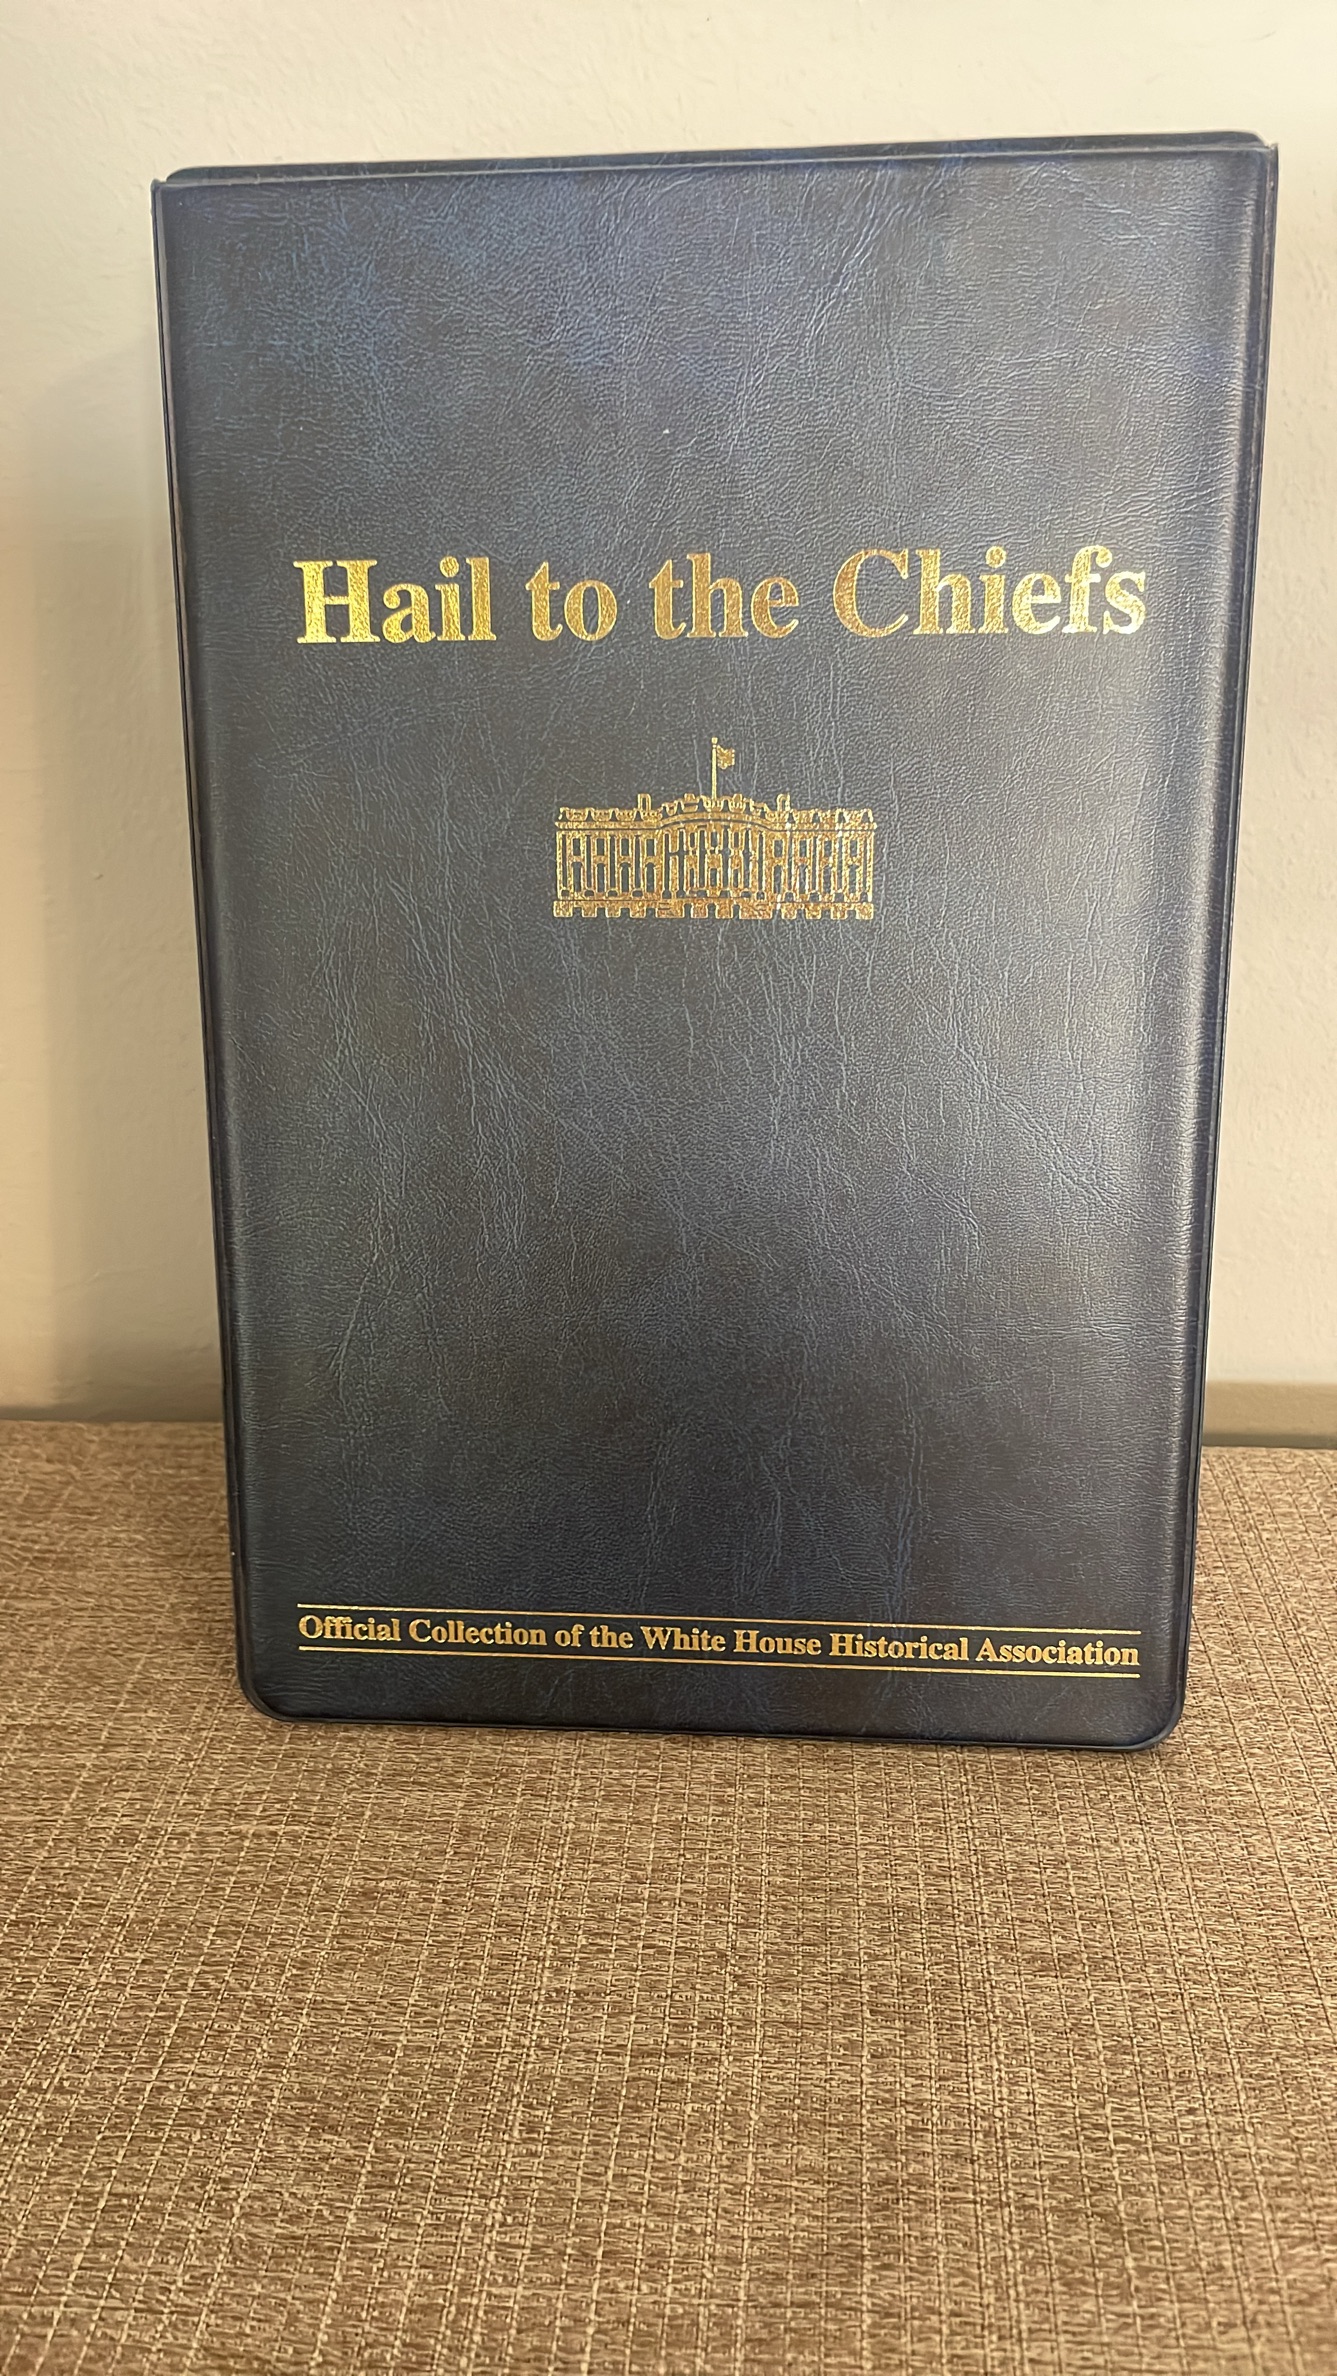 Hail to the Chiefs
Official Collection of the White House Historical Association